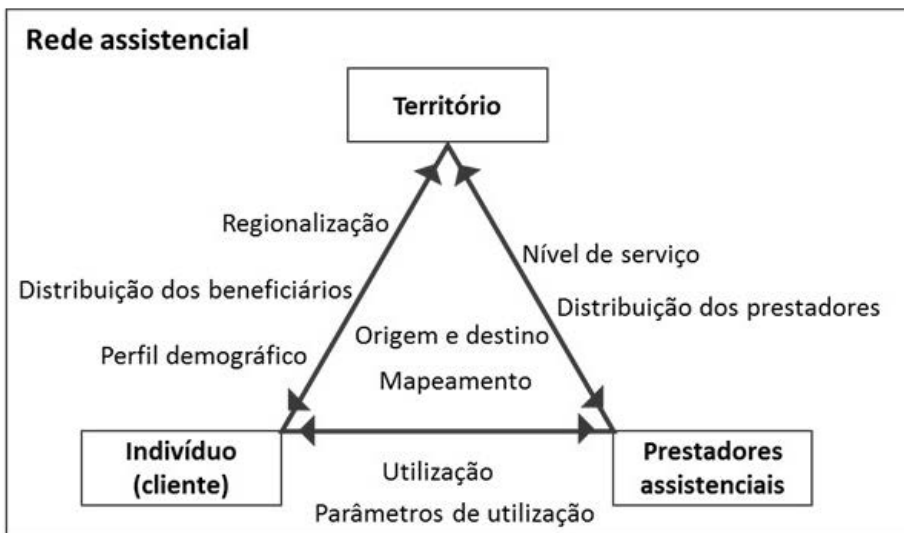 Rede assistencial
Território
Regionalização
Nível de serviço
Distribuição dos beneficiários
Distribuição dos prestadores
Origem e destino
Perfil demográfico
Mapeamento
Indivíduo
(cliente)
Prestadores
assistenciais
Utilização
Parâmetros de utilização